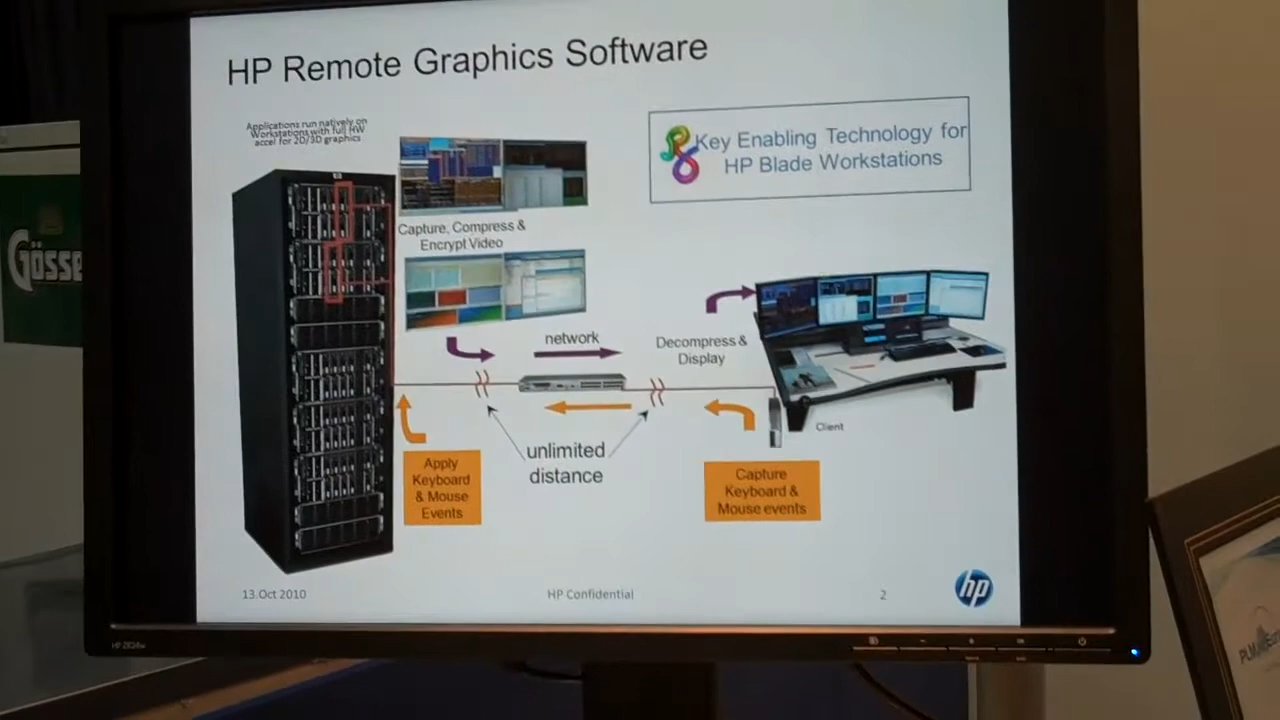 HP Remote Graphics Software
Applications run natively on
Workstations with full HW
accel for 2D/3D graphics
Key Enabling Technology for
HP Blade Workstations
Capture, Compress &
Encrypt Video
Gösse
network
Decompress &
Display
unlimited
distance
Client
Apply
Keyboard
& Mouse
Events
Capture
Keyboard &
Mouse events
13.Oct 2010
HP Confidential
2
hp